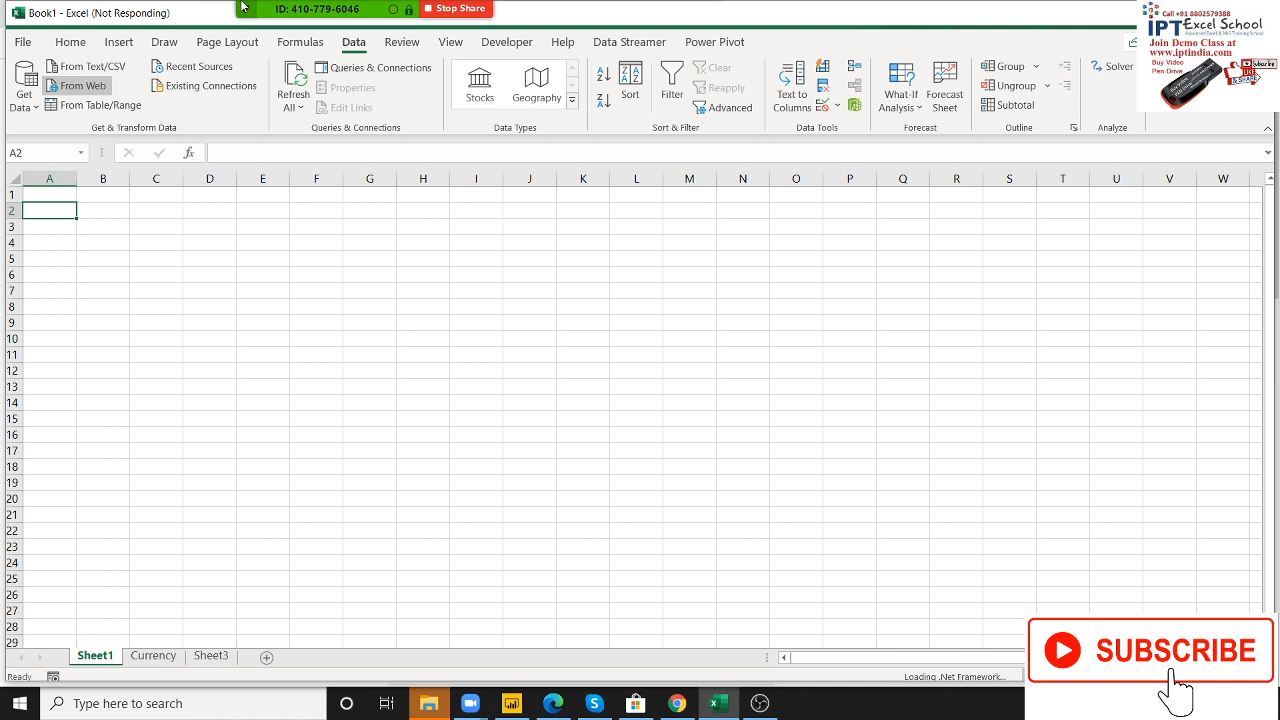 Book1 - Excel (Not Responding)
ID: 410-779-6046
Stop Share
Call +91 8802579388
IPT Excel School
Advanced Excel & MIS Training School
Join Demo Class at
www.iptindia.com
Buy Video
Pen Drive
Subscribe
File Home Insert Draw Page Layout Formulas Data Review View Developer Help Data Streamer Power Pivot
Get Data
From Text/CSV
From Web
From Table/Range
Recent Sources
Existing Connections
Get & Transform Data
Refresh All
Queries & Connections
Properties
Edit Links
Queries & Connections
Stocks
Geography
Data Types
Sort
Filter
Clear
Reapply
Advanced
Sort & Filter
Text to Columns
Data Tools
What-If Analysis
Forecast Sheet
Forecast
Group
Ungroup
Subtotal
Outline
Solver
Analyze
A2
fx
A B C D E F G H I J K L M N O P Q R S T U V W
1
2
3
4
5
6
7
8
9
10
11
12
13
14
15
16
17
18
19
20
21
22
23
24
25
26
27
28
29
Sheet1 Currency Sheet3
Ready
Loading .Net Framework...
SUBSCRIBE
Type here to search